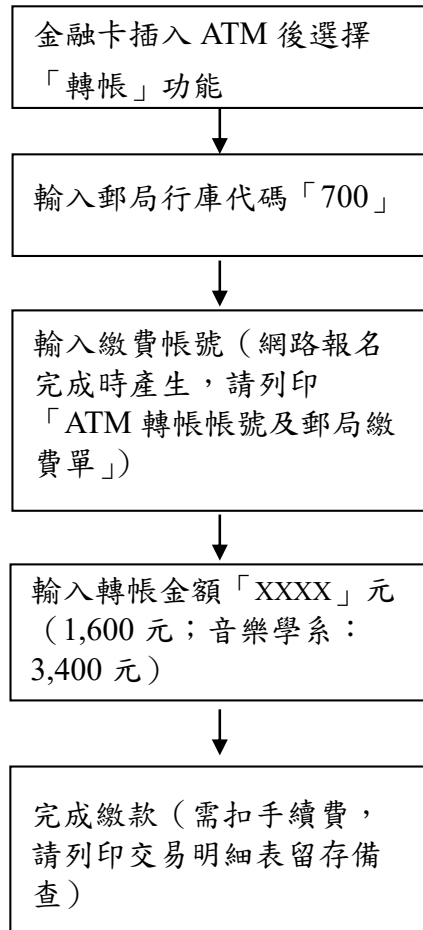 金融卡插入 ATM 後選擇
「轉帳」功能
輸入郵局行庫代碼「700」
輸入繳費帳號（網路報名
完成時產生，請列印
「ATM 轉帳帳號及郵局繳
費單」）
輸入轉帳金額「XXXX」元
（1,600 元；音樂學系：
3,400 元）
完成繳款（需扣手續費，
請列印交易明細表留存備
查）